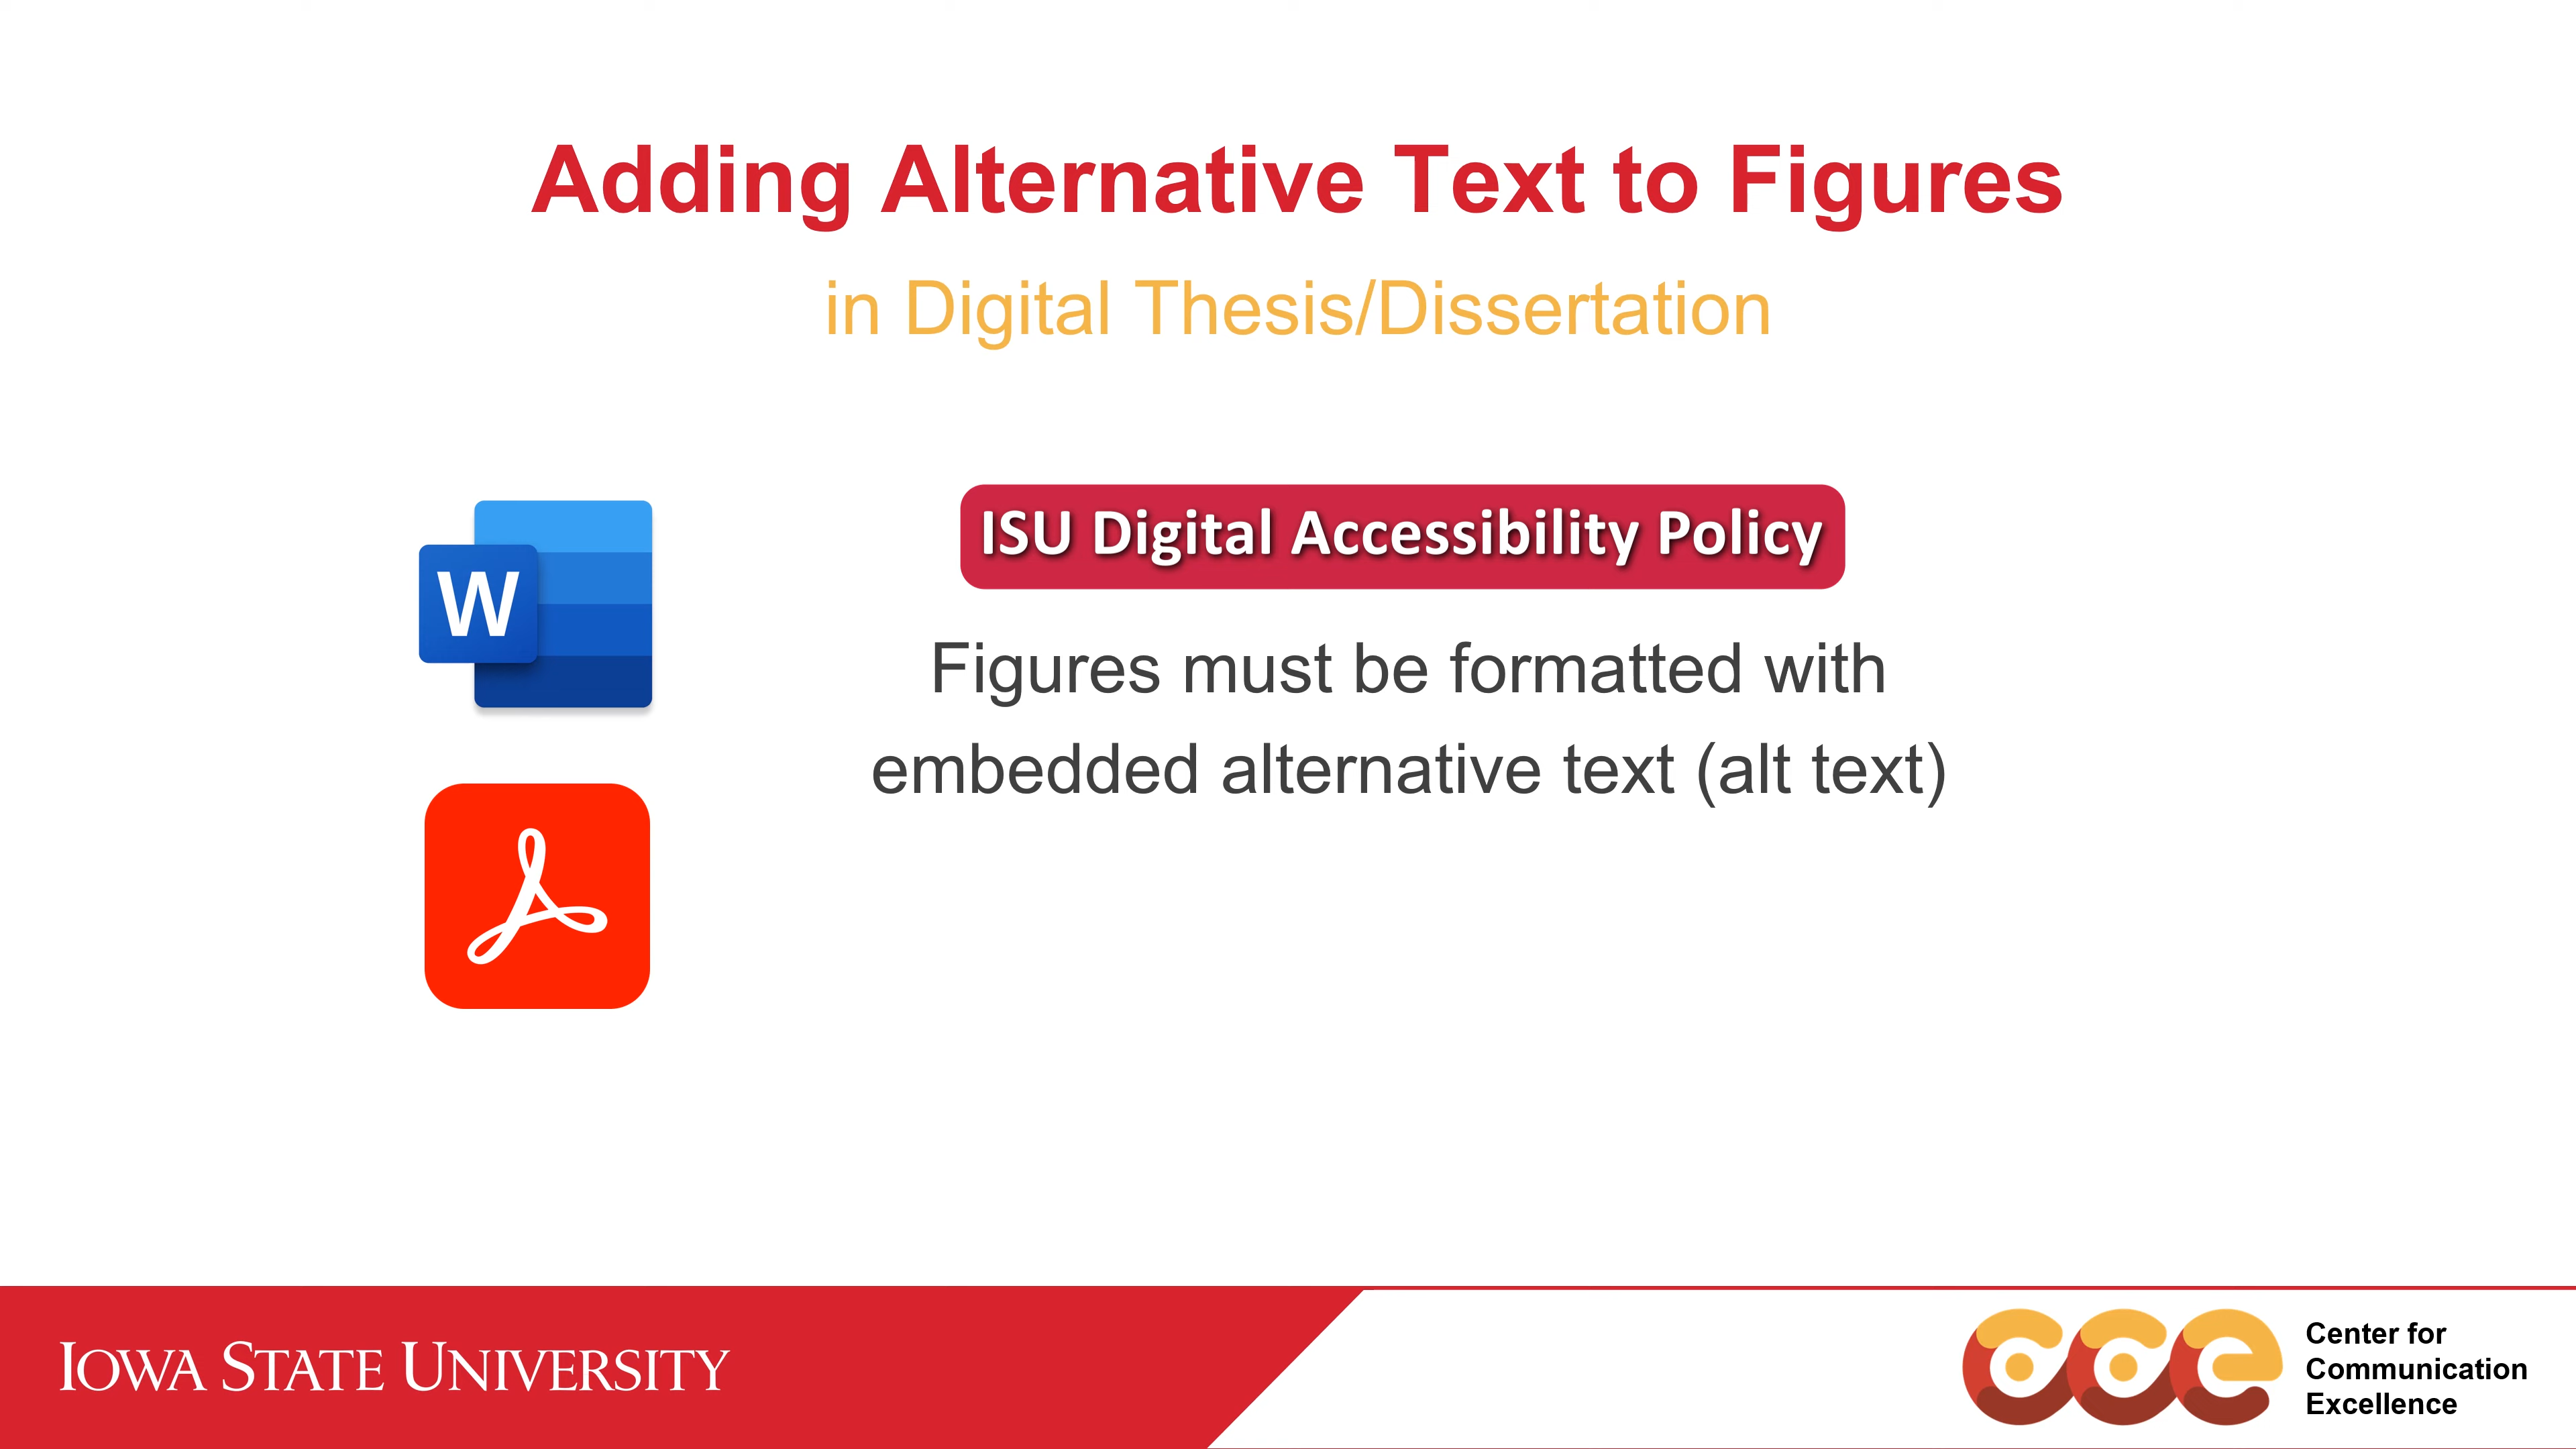 Adding Alternative Text to Figures
in Digital Thesis/Dissertation
W
ISU Digital Accessibility Policy
Figures must be formatted with
embedded alternative text (alt text)
IOWA STATE UNIVERSITY
cce
Center for
Communication
Excellence